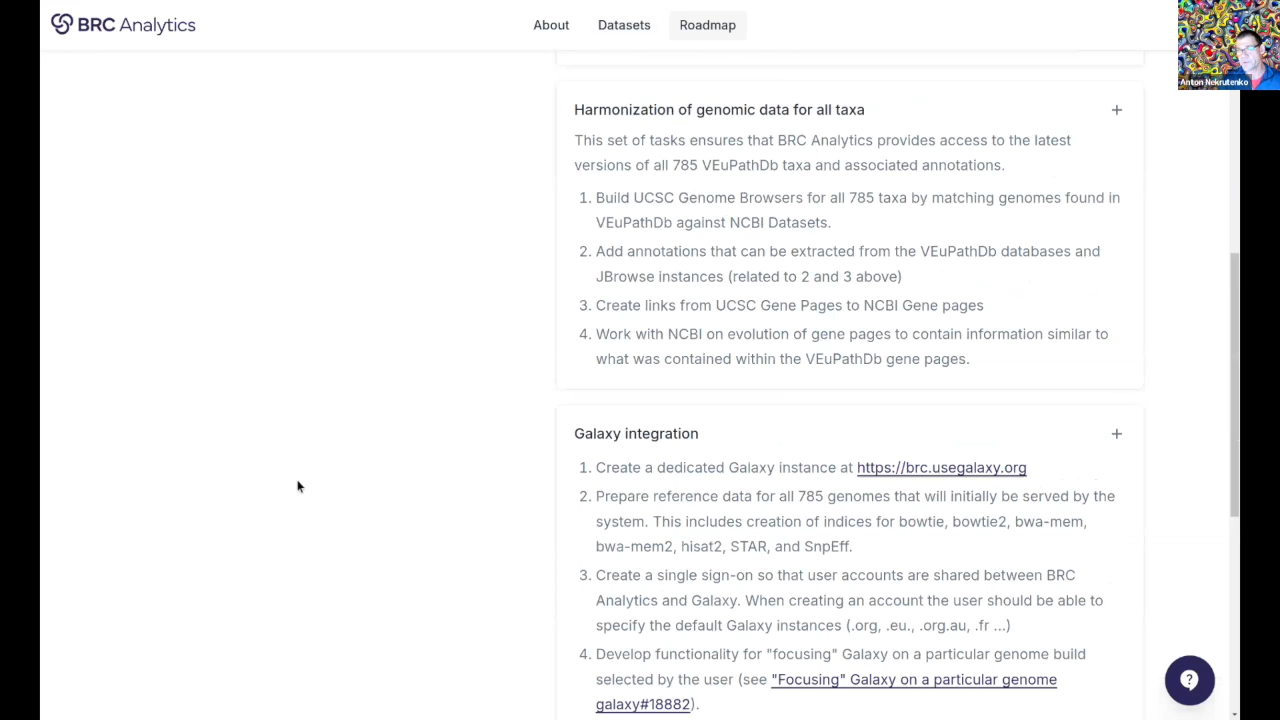 BRC Analytics
About
Datasets
Roadmap
Anton Nekrutenko
Harmonization of genomic data for all taxa
This set of tasks ensures that BRC Analytics provides access to the latest
versions of all 785 VEuPathDb taxa and associated annotations.
1. Build UCSC Genome Browsers for all 785 taxa by matching genomes found in
VEuPathDb against NCBI Datasets.
2. Add annotations that can be extracted from the VEuPathDb databases and
JBrowse instances (related to 2 and 3 above)
3. Create links from UCSC Gene Pages to NCBI Gene pages
4. Work with NCBI on evolution of gene pages to contain information similar to
what was contained within the VEuPathDb gene pages.
Galaxy integration
1. Create a dedicated Galaxy instance at https://brc.usegalaxy.org
2. Prepare reference data for all 785 genomes that will initially be served by the
system. This includes creation of indices for bowtie, bowtie2, bwa-mem,
bwa-mem2, hisat2, STAR, and SnpEff.
3. Create a single sign-on so that user accounts are shared between BRC
Analytics and Galaxy. When creating an account the user should be able to
specify the default Galaxy instances (.org, .eu., .org.au, .fr ...)
4. Develop functionality for "focusing" Galaxy on a particular genome build
selected by the user (see "Focusing" Galaxy on a particular genome
galaxy#18882).